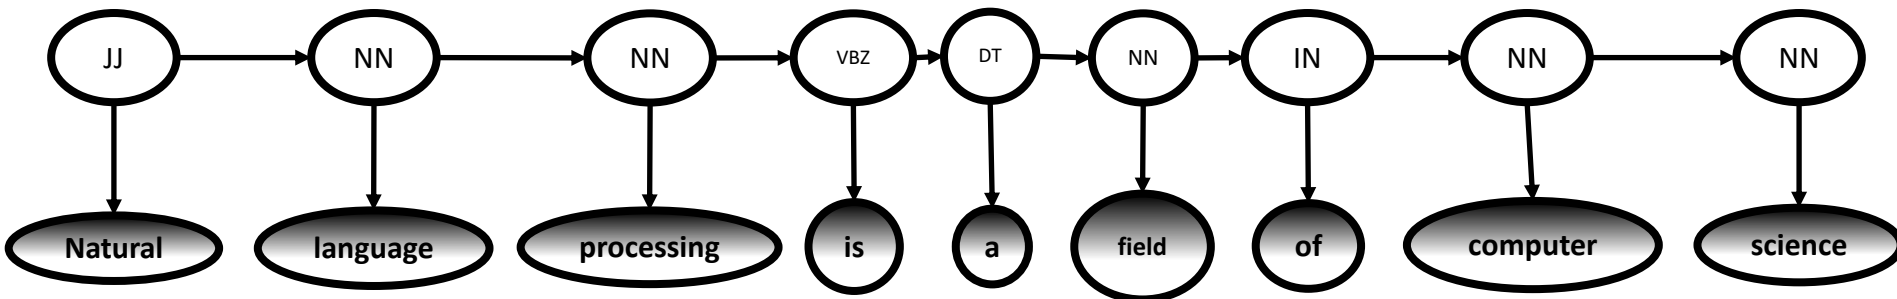 JJ NN NN VBZ DT NN IN NN NN
Natural language processing is a field of computer science